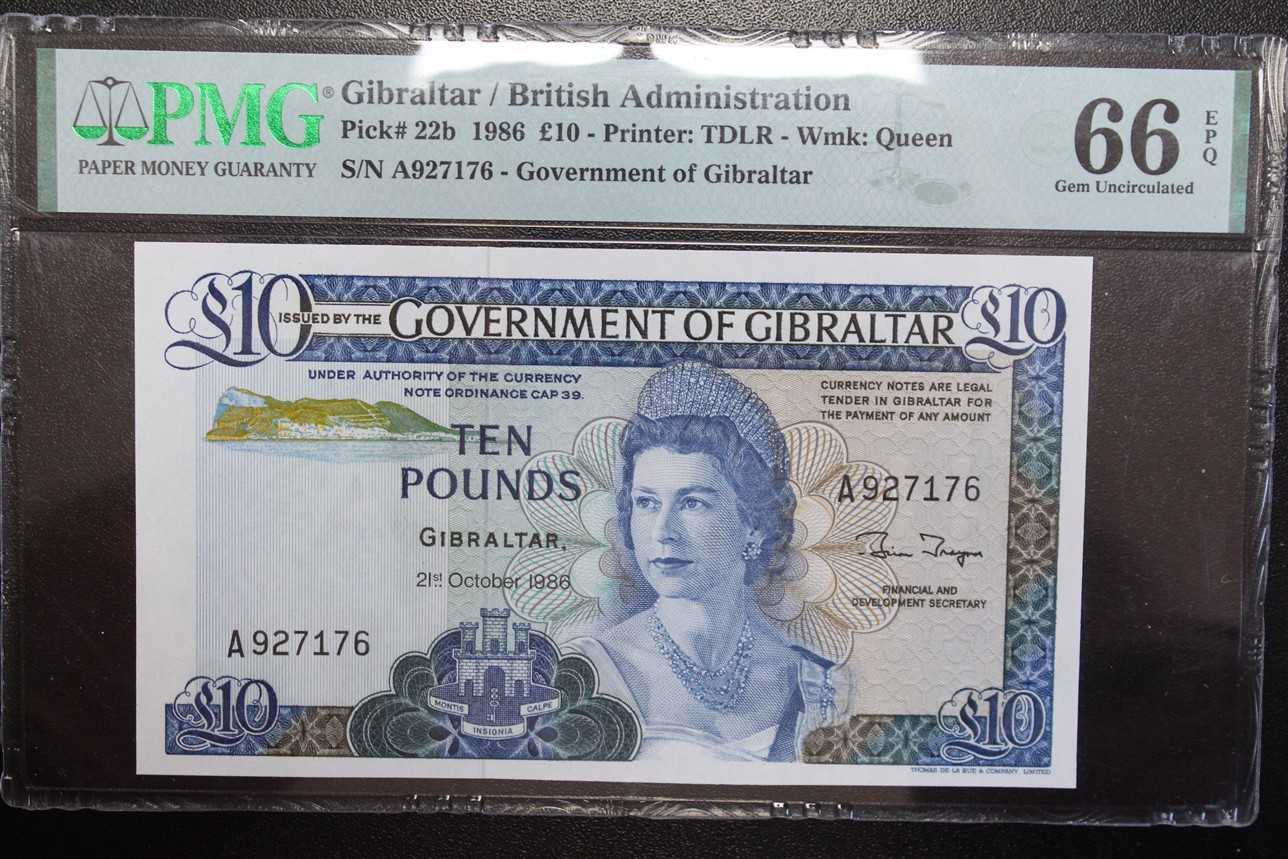 PMG®
PAPER MONEY GUARANTY
Gibraltar / British Administration
Pick# 22b 1986 £10 - Printer: TDLR - Wmk: Queen
S/N A927176 - Government of Gibraltar
66
EPQ
Gem Uncirculated
£10
ISSUED BY THE GOVERNMENT OF GIBRALTAR
£10
UNDER AUTHORITY OF THE CURRENCY
NOTE ORDINANCE CAP 39.
CURRENCY NOTES ARE LEGAL
TENDER IN GIBRALTAR FOR
THE PAYMENT OF ANY AMOUNT
TEN
POUNDS
A927176
GIBRALTAR,
21st October 1986
FINANCIAL AND
DEVELOPMENT SECRETARY
A927176
MONTIS CALPE
INSIGNIA
£10
£10
THOMAS DE LA RUE & COMPANY LIMITED